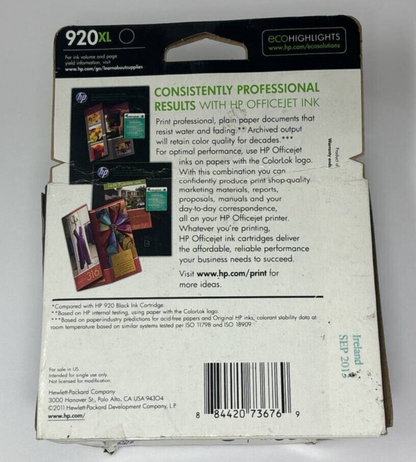 920XL
ecoHIGHLIGHTS
www.hp.com/ecosolutions
For ink volume and page
yield information, visit
www.hp.com/go/learnaboutsupplies
CONSISTENTLY PROFESSIONAL
RESULTS WITH HP OFFICEJET INK
Print professional, plain paper documents that
resist water and fading.** Archived output
will retain color quality for decades.***
For optimal performance, use HP Officejet
inks on papers with the ColorLok logo.
With this combination you can
confidently produce print shop-quality
marketing materials, reports,
proposals, manuals and your
day-to-day correspondence,
all on your HP Officejet printer.
Whatever you're printing,
HP Officejet ink cartridges deliver
the affordable, reliable performance
your business needs to succeed.
Visit www.hp.com/print for
more ideas.
hp
hp
316
Product
Warranty
*Compared with HP 920 Black Ink Cartridge.
**Based on HP internal testing, using paper with the ColorLok logo.
***Based on paper-industry predictions for acid-free papers and Original HP inks; colorant stability data at
room temperature based on similar systems tested per ISO 11798 and ISO 18909.
Ireland
SEP 2015
For sale in US.
Intended for single use only.
Not licensed for modification.
Hewlett-Packard Company
3000 Hanover St., Palo Alto, CA USA 94304
©2011 Hewlett-Packard Development Company, L.P.
www.hp.com/
8 84420 73676 9